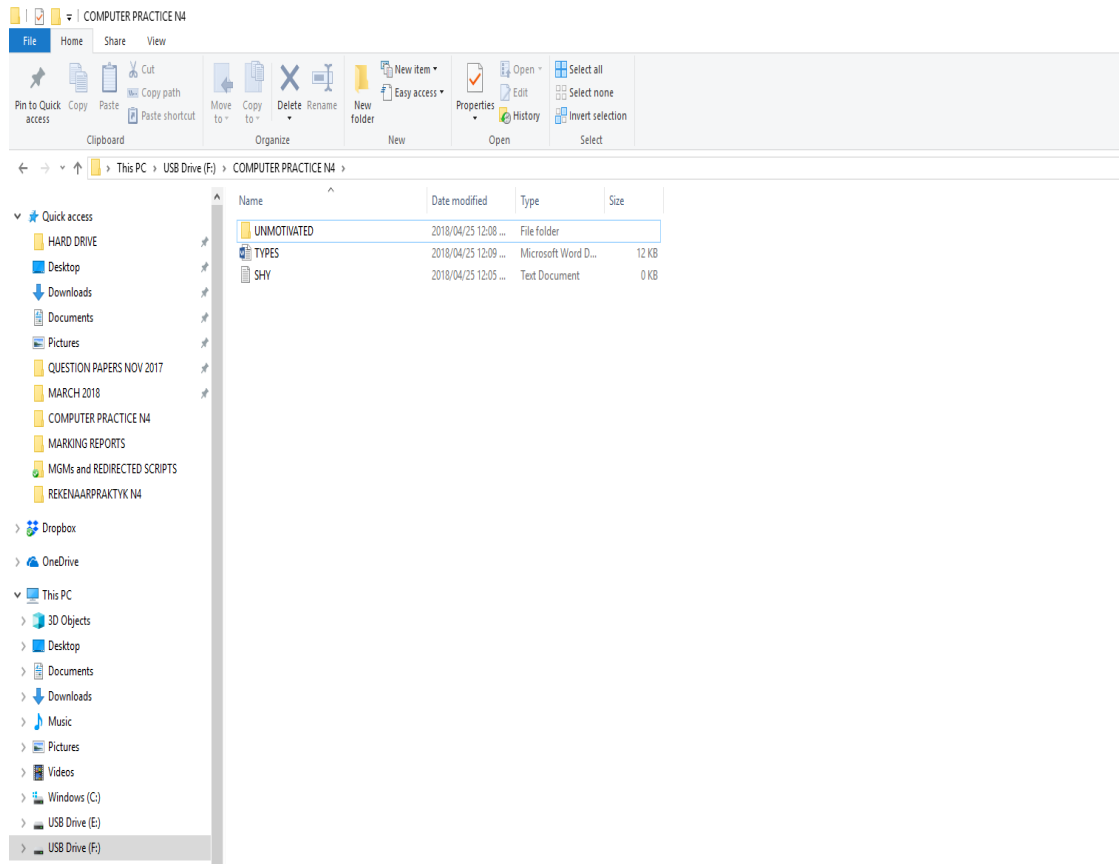 COMPUTER PRACTICE N4
File Home Share View
Pin to Quick access
Copy
Paste
Cut
Copy path
Paste shortcut
Clipboard
Move to
Copy to
Delete
Rename
Organize
New folder
New item
Easy access
New
Properties
Open
Edit
History
Open
Select all
Select none
Invert selection
Select
This PC > USB Drive (F:) > COMPUTER PRACTICE N4 >
Name Date modified Type Size
UNMOTIVATED 2018/04/25 12:08 ... File folder
TYPES 2018/04/25 12:09 ... Microsoft Word D... 12 KB
SHY 2018/04/25 12:05 ... Text Document 0 KB
Quick access
HARD DRIVE
Desktop
Downloads
Documents
Pictures
QUESTION PAPERS NOV 2017
MARCH 2018
COMPUTER PRACTICE N4
MARKING REPORTS
MGMs and REDIRECTED SCRIPTS
REKENAARPRAKTYK N4
Dropbox
OneDrive
This PC
3D Objects
Desktop
Documents
Downloads
Music
Pictures
Videos
Windows (C:)
USB Drive (E:)
USB Drive (F:)